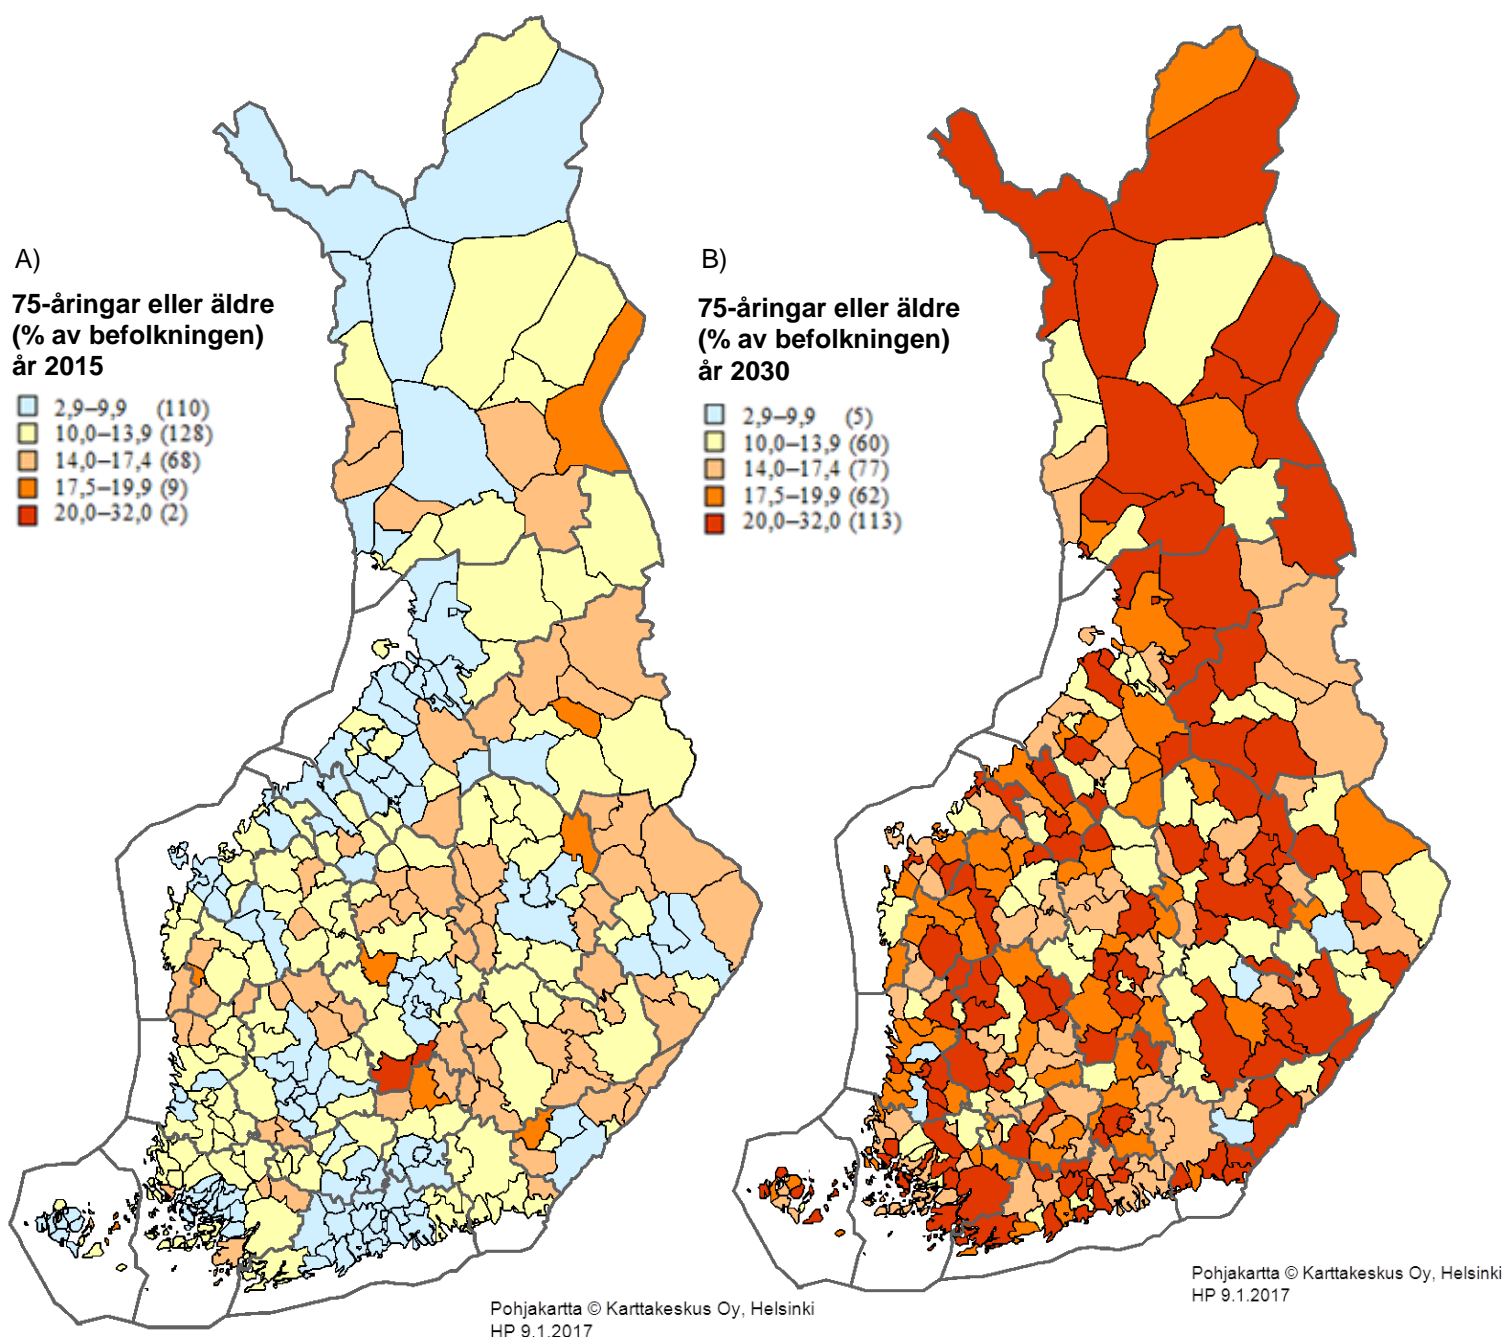 A)
75-åringar eller äldre
(% av befolkningen)
år 2015
2,9–9,9 (110)
10,0–13,9 (128)
14,0–17,4 (68)
17,5–19,9 (9)
20,0–32,0 (2)
Pohjakartta © Karttakeskus Oy, Helsinki
HP 9.1.2017
B)
75-åringar eller äldre
(% av befolkningen)
år 2030
2,9–9,9 (5)
10,0–13,9 (60)
14,0–17,4 (77)
17,5–19,9 (62)
20,0–32,0 (113)
Pohjakartta © Karttakeskus Oy, Helsinki
HP 9.1.2017